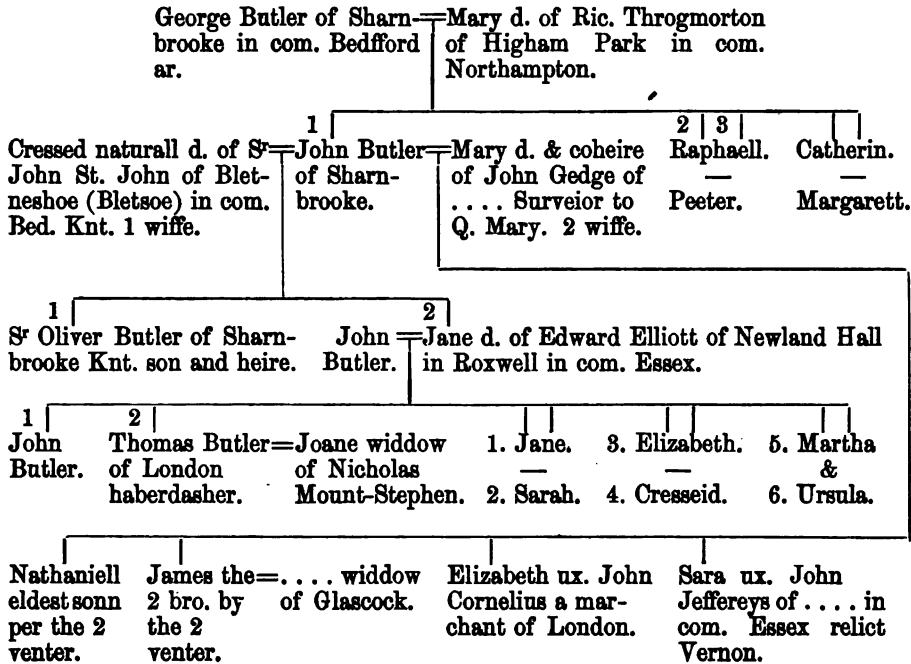 George Butler of Sharn-=Mary d. of Ric. Throgmorton
brooke in com. Bedfford of Higham Park in com.
ar. Northampton.
1 2 3
Cressed naturall d. of Sr=John Butler=Mary d. & coheire Raphaell. Catherin.
John St. John of Blet- of Sharn- of John Gedge of — —
neshoe (Bletsoe) in com. brooke. . . . . Surveior to Peeter. Margarett.
Bed. Knt. 1 wiffe. Q. Mary. 2 wiffe.
1 2
Sr Oliver Butler of Sharn- John=Jane d. of Edward Elliott of Newland Hall
brooke Knt. son and heire. Butler. in Roxwell in com. Essex.
1 2
John Thomas Butler=Joane widdow 1. Jane. 3. Elizabeth. 5. Martha
Butler. of London of Nicholas — — &
haberdasher. Mount-Stephen. 2. Sarah. 4. Cresseid. 6. Ursula.
Nathaniell James the=. . . . widdow Elizabeth ux. John Sara ux. John
eldest sonn 2 bro. by of Glascock. Cornelius a mar- Jeffereys of . . . . in
per the 2 the 2 chant of London. com. Essex relict
venter. venter. Vernon.